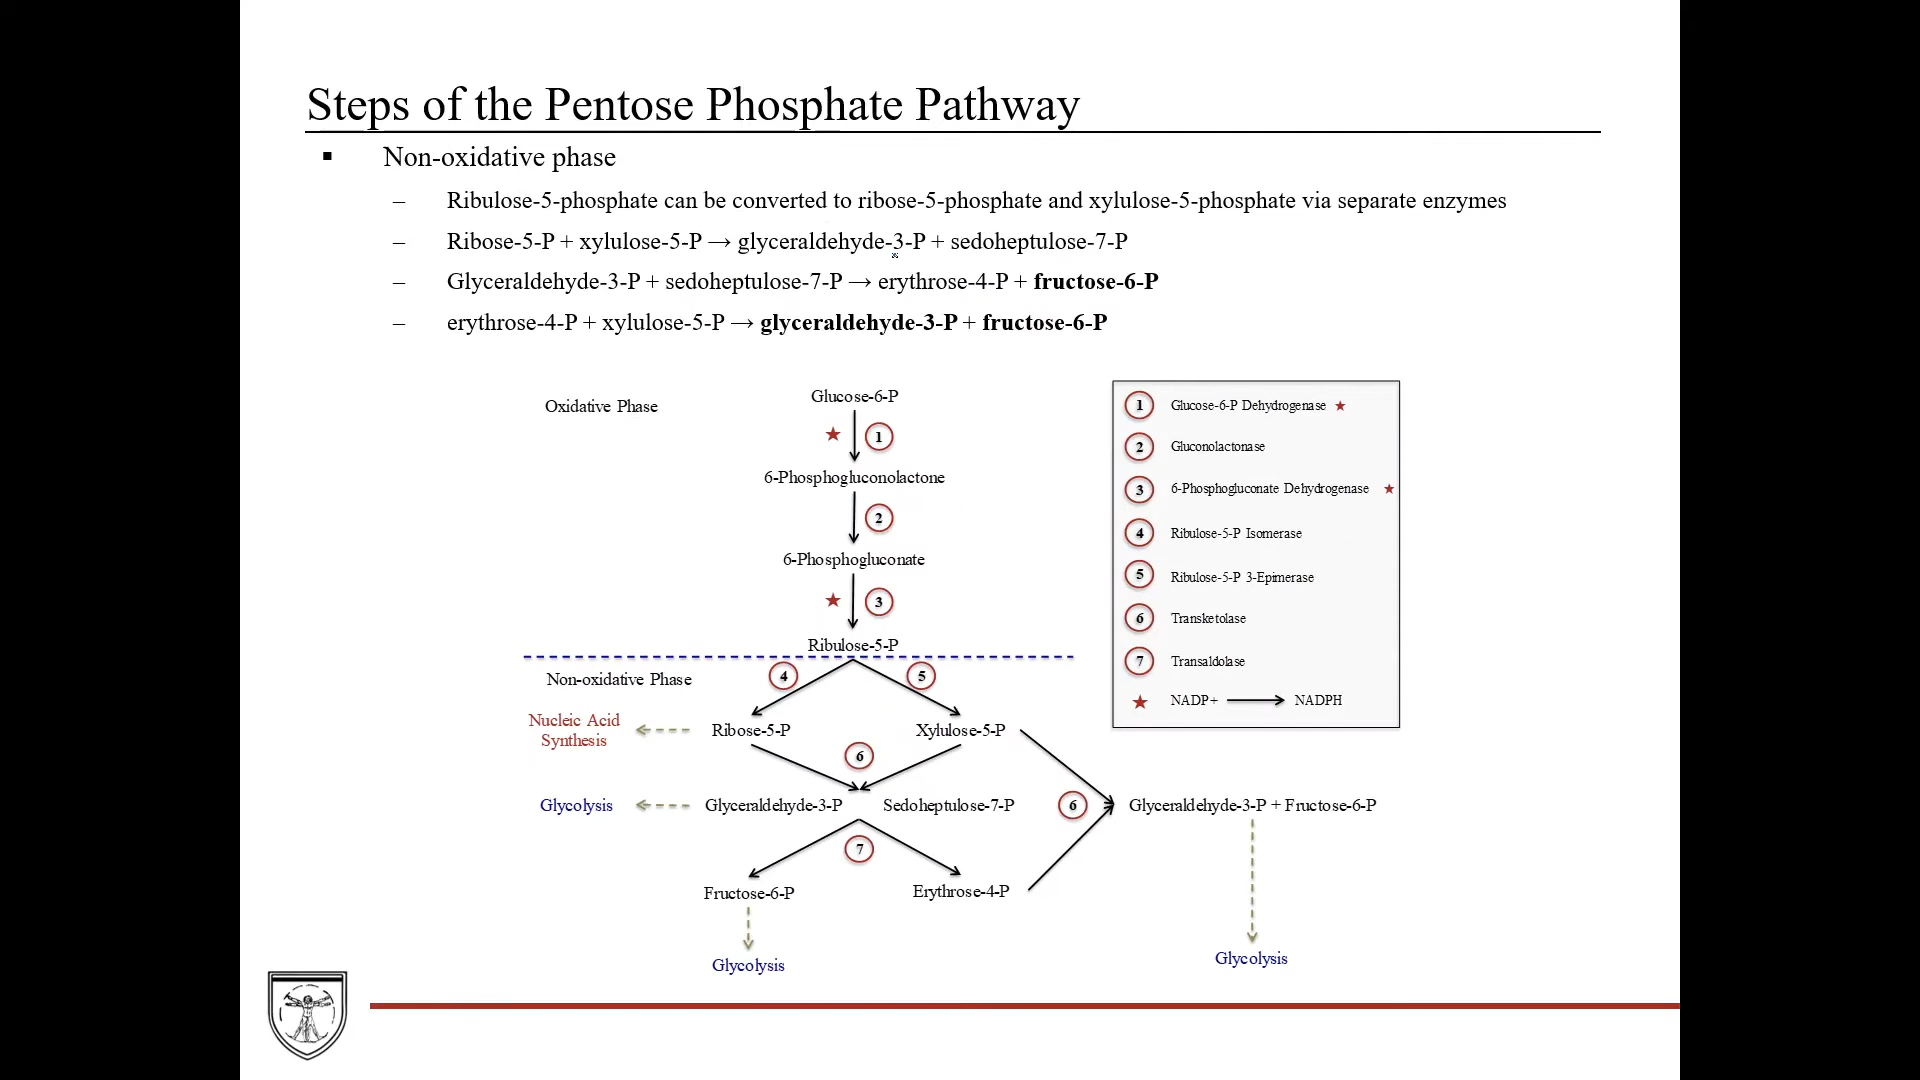 Steps of the Pentose Phosphate Pathway
▪ Non-oxidative phase
– Ribulose-5-phosphate can be converted to ribose-5-phosphate and xylulose-5-phosphate via separate enzymes
– Ribose-5-P + xylulose-5-P → glyceraldehyde-3-P + sedoheptulose-7-P
– Glyceraldehyde-3-P + sedoheptulose-7-P → erythrose-4-P + fructose-6-P
– erythrose-4-P + xylulose-5-P → glyceraldehyde-3-P + fructose-6-P
Oxidative Phase
Glucose-6-P
★ 1
6-Phosphogluconolactone
2
6-Phosphogluconate
★ 3
Ribulose-5-P
Non-oxidative Phase
4 5
Nucleic Acid
Synthesis
Ribose-5-P
Xylulose-5-P
6
Glycolysis
Glyceraldehyde-3-P
Sedoheptulose-7-P
6
Glyceraldehyde-3-P + Fructose-6-P
7
Fructose-6-P
Erythrose-4-P
Glycolysis
Glycolysis
1 Glucose-6-P Dehydrogenase ★
2 Gluconolactonase
3 6-Phosphogluconate Dehydrogenase ★
4 Ribulose-5-P Isomerase
5 Ribulose-5-P 3-Epimerase
6 Transketolase
7 Transaldolase
★ NADP+ → NADPH